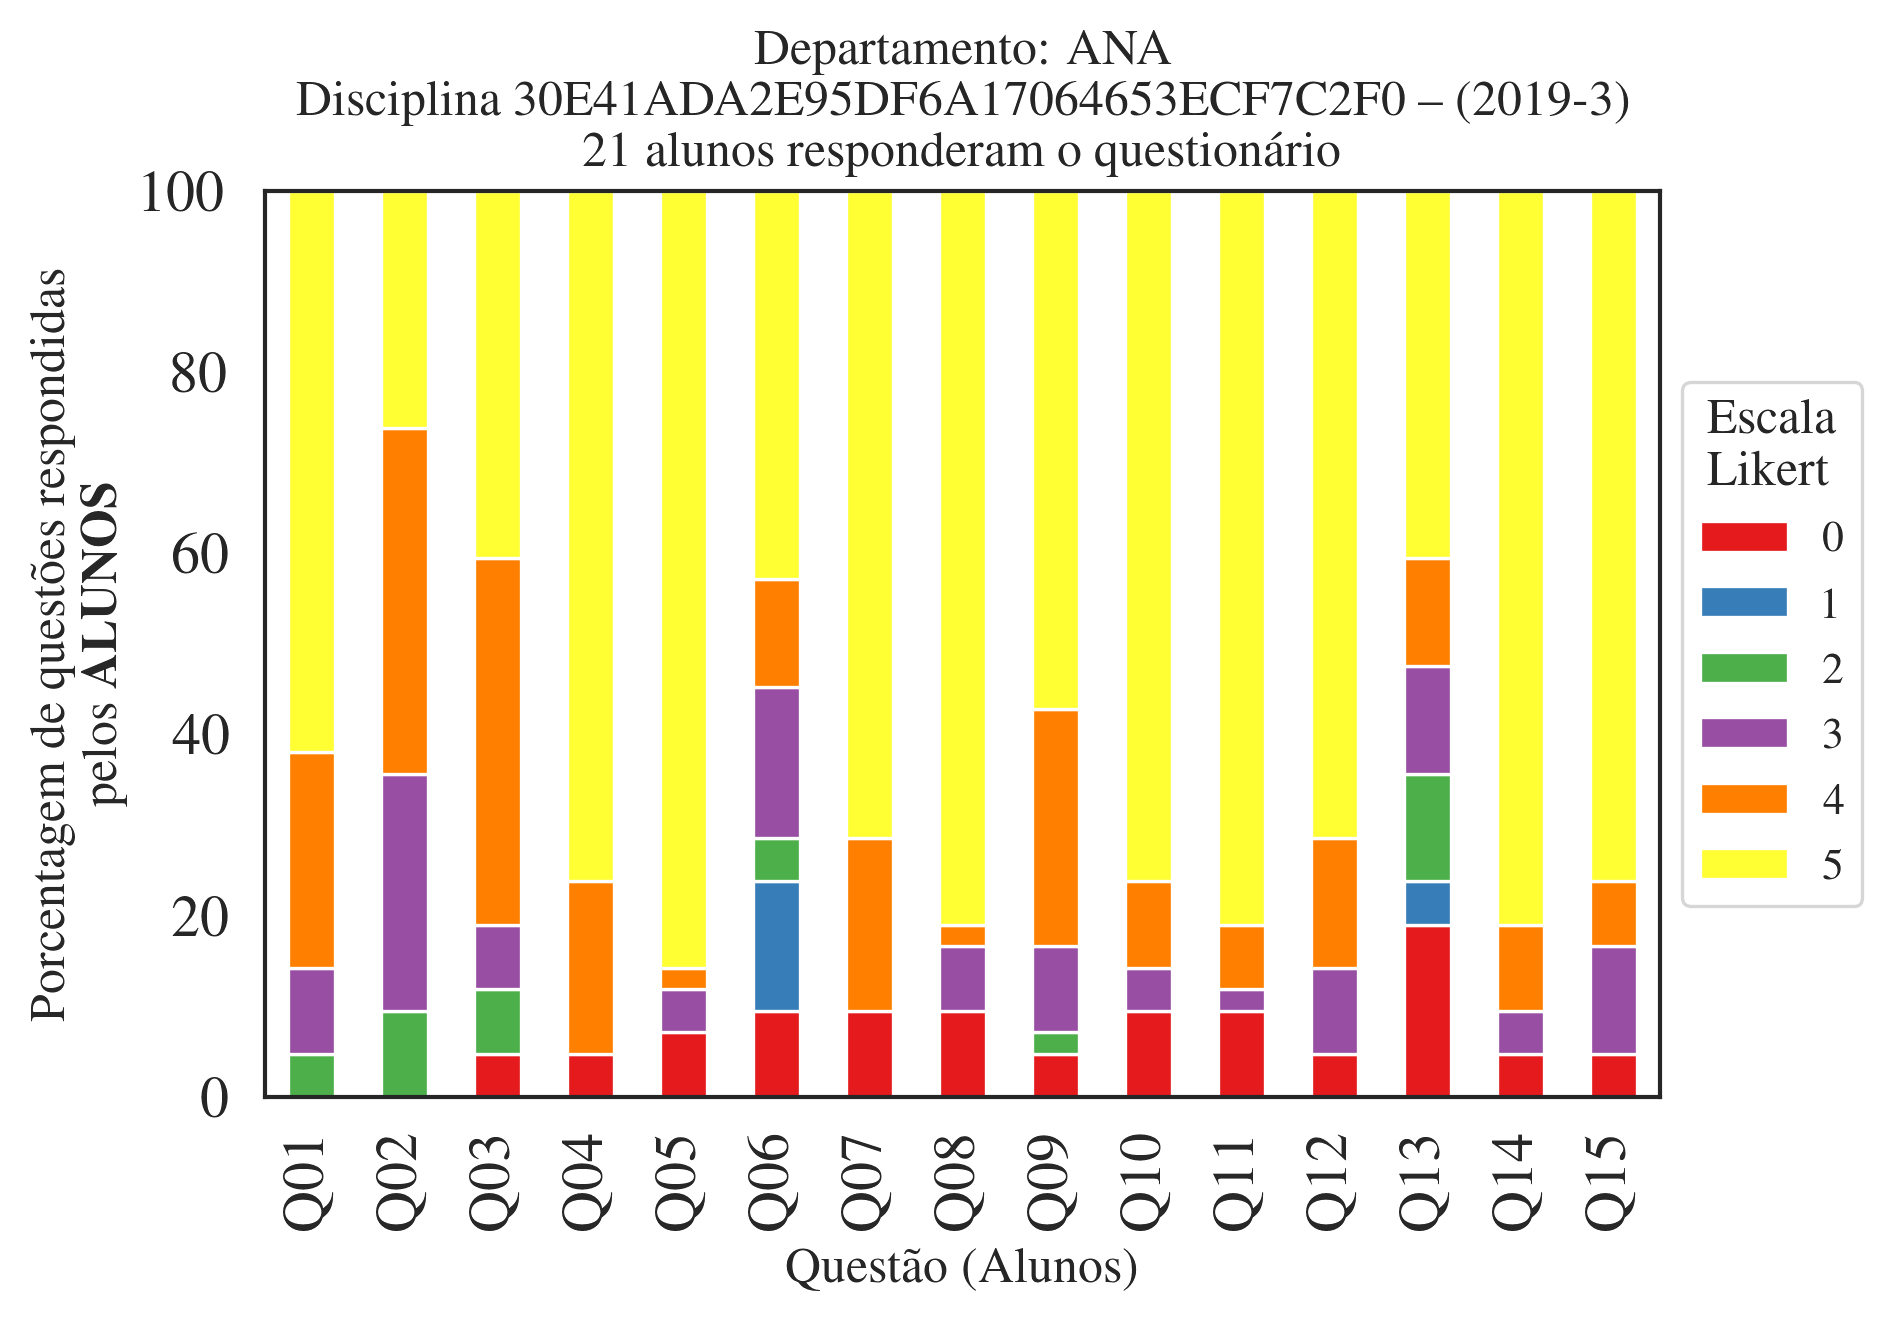 Departamento: ANA
Disciplina 30E41ADA2E95DF6A17064653ECF7C2F0 – (2019-3)
21 alunos responderam o questionário
Porcentagem de questões respondidas
pelos ALUNOS
100
80
60
40
20
0
Q01 Q02 Q03 Q04 Q05 Q06 Q07 Q08 Q09 Q10 Q11 Q12 Q13 Q14 Q15
Questão (Alunos)
Escala
Likert
0
1
2
3
4
5